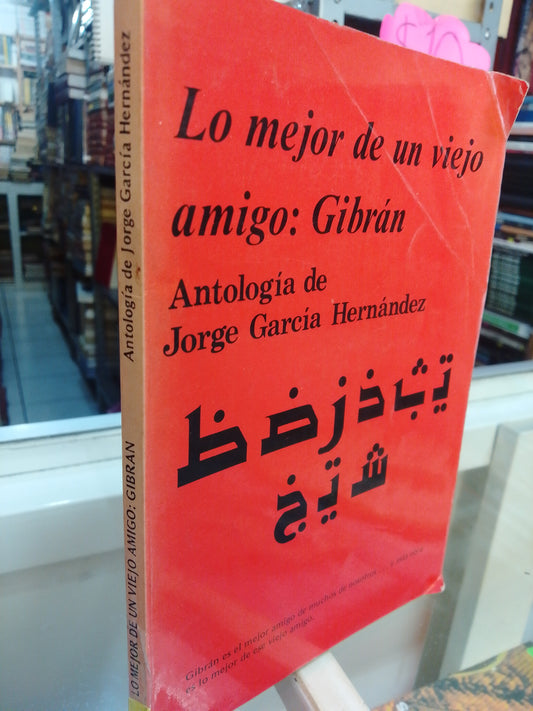 Lo mejor de un viejo
amigo: Gibrán
Antología de
Jorge García Hernández
تٍ ث ذ ز ض ظ
ش تٍ خ
Gibrán es el mejor amigo de muchos de nosotros . . . y
es lo mejor de ese viejo amigo.
LO MEJOR DE UN VIEJO AMIGO: GIBRAN
Antología de Jorge García Hernández